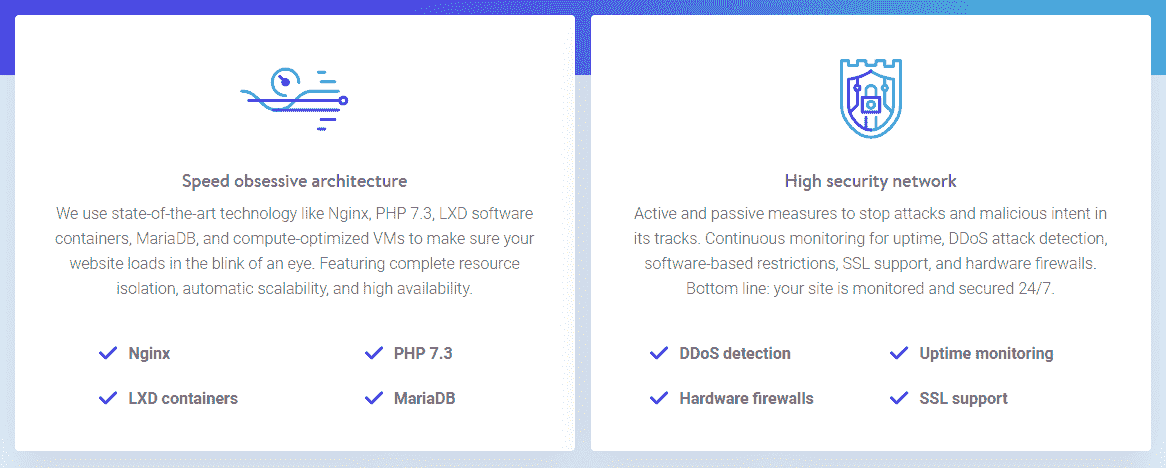 Speed obsessive architecture
We use state-of-the-art technology like Nginx, PHP 7.3, LXD software
containers, MariaDB, and compute-optimized VMs to make sure your
website loads in the blink of an eye. Featuring complete resource
isolation, automatic scalability, and high availability.
Nginx
PHP 7.3
LXD containers
MariaDB
High security network
Active and passive measures to stop attacks and malicious intent in
its tracks. Continuous monitoring for uptime, DDoS attack detection,
software-based restrictions, SSL support, and hardware firewalls.
Bottom line: your site is monitored and secured 24/7.
DDoS detection
Uptime monitoring
Hardware firewalls
SSL support